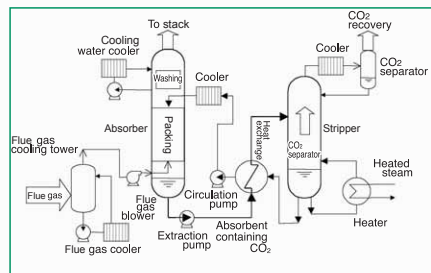 To stack
CO₂
recovery
Cooling
water cooler
Cooler
CO₂
separator
Washing
Cooler
Absorber
Packing
Heat
exchange
Stripper
CO₂
separator
Flue gas
cooling tower
Heated
steam
Flue gas
Flue gas
blower
Circulation
pump
Heater
Extraction
pump
Absorbent
containing
CO₂
Flue gas cooler